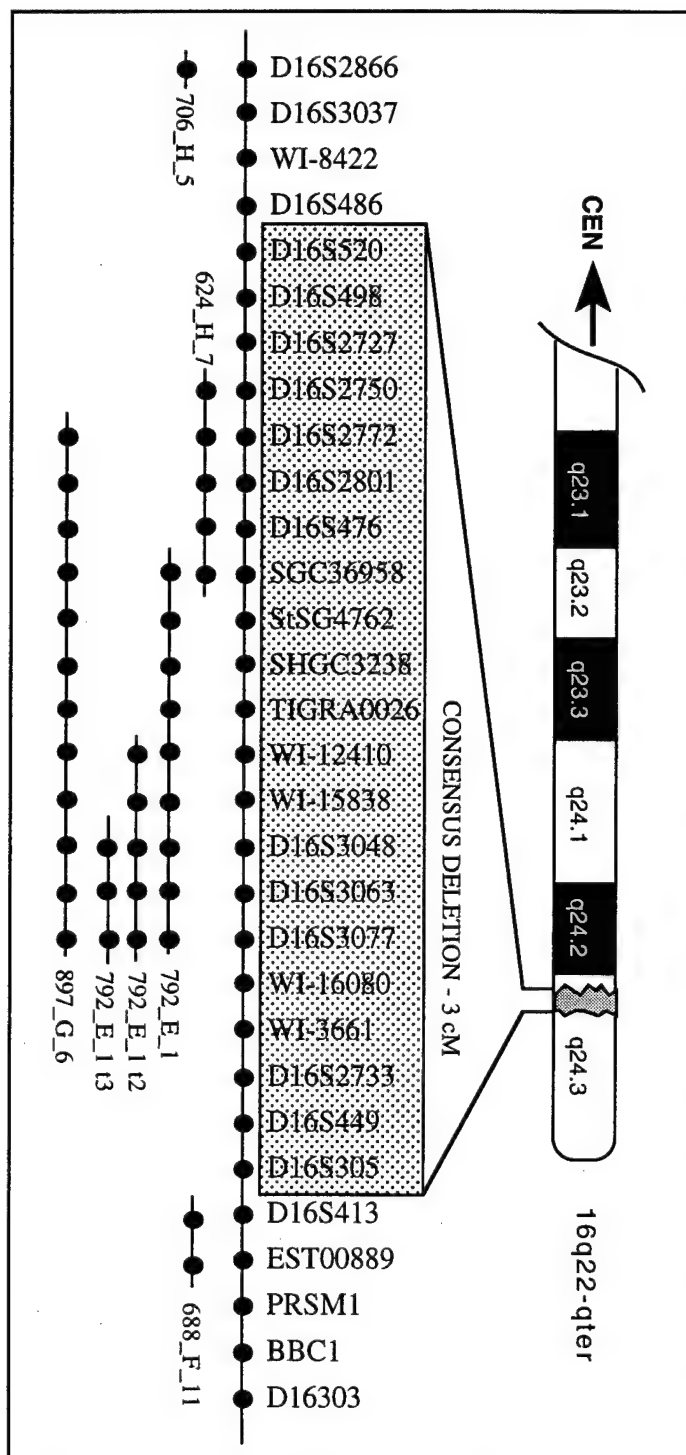 D16S2866
D16S3037
WI-8422
D16S486
D16S520
D16S498
D16S2727
D16S2750
D16S2772
D16S2801
D16S476
SGC36958
StSG4762
SHGC3238
TIGRA0026
WI-12410
WI-15838
D16S3048
D16S3063
D16S3077
WI-16080
WI-3661
D16S2733
D16S449
D16S305
D16S413
EST00889
PRSM1
BBC1
D16303
706_H_5
624_H_7
792_E_1
792_E_1 t2
792_E_1 t3
897_G_6
688_F_11
CONSENSUS DELETION - 3 cM
CEN
q23.1
q23.2
q23.3
q24.1
q24.2
q24.3
16q22-qter